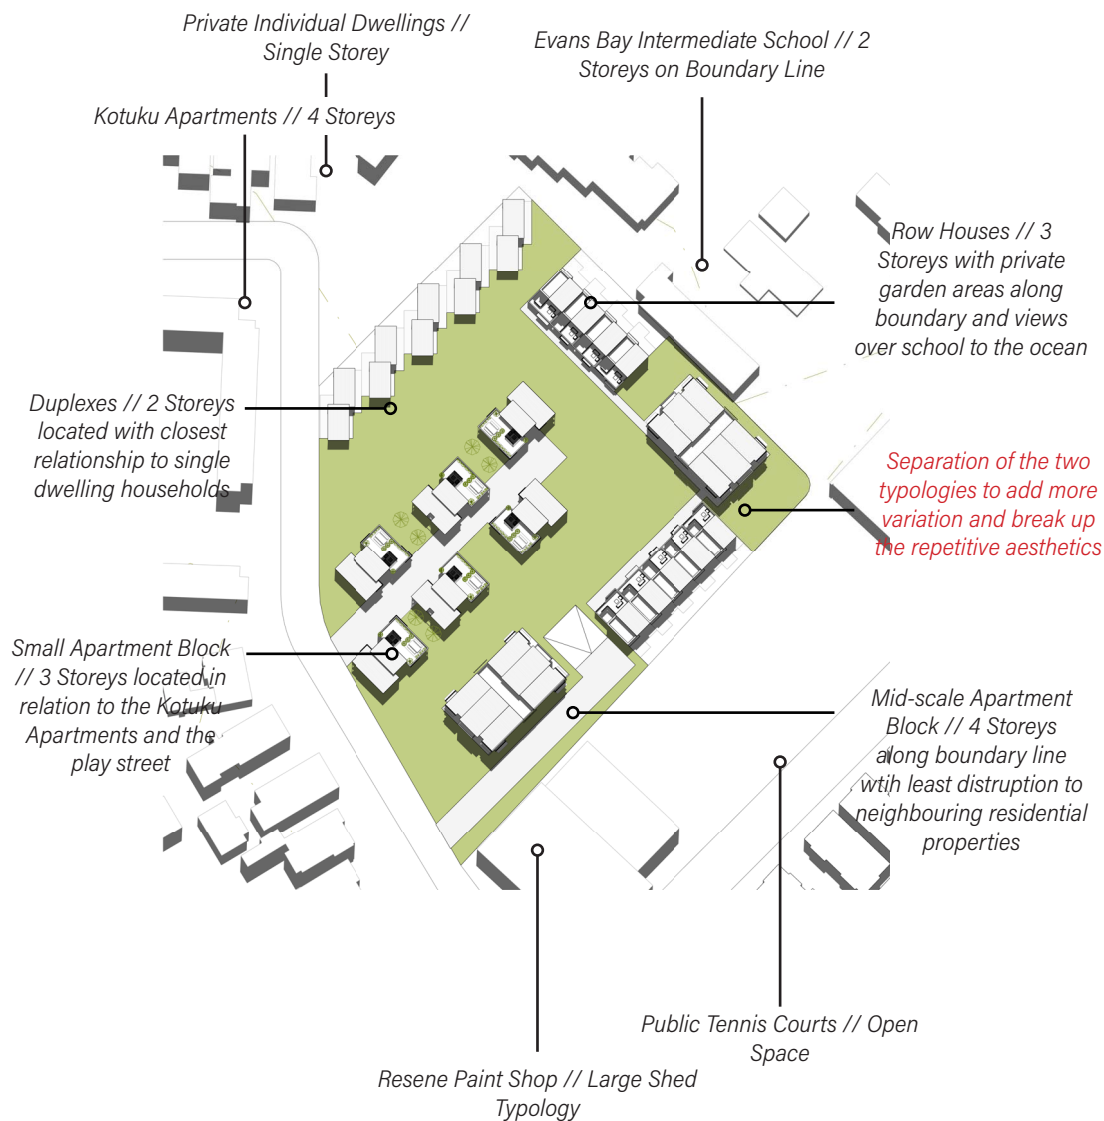 Private Individual Dwellings //
Single Storey
Evans Bay Intermediate School // 2
Storeys on Boundary Line
Kotuku Apartments // 4 Storeys
Row Houses // 3
Storeys with private
garden areas along
boundary and views
over school to the ocean
Duplexes // 2 Storeys
located with closest
relationship to single
dwelling households
Separation of the two
typologies to add more
variation and break up
the repetitive aesthetics
Small Apartment Block
// 3 Storeys located in
relation to the Kotuku
Apartments and the
play street
Mid-scale Apartment
Block // 4 Storeys
along boundary line
wtih least distruption to
neighbouring residential
properties
Public Tennis Courts // Open
Space
Resene Paint Shop // Large Shed
Typology